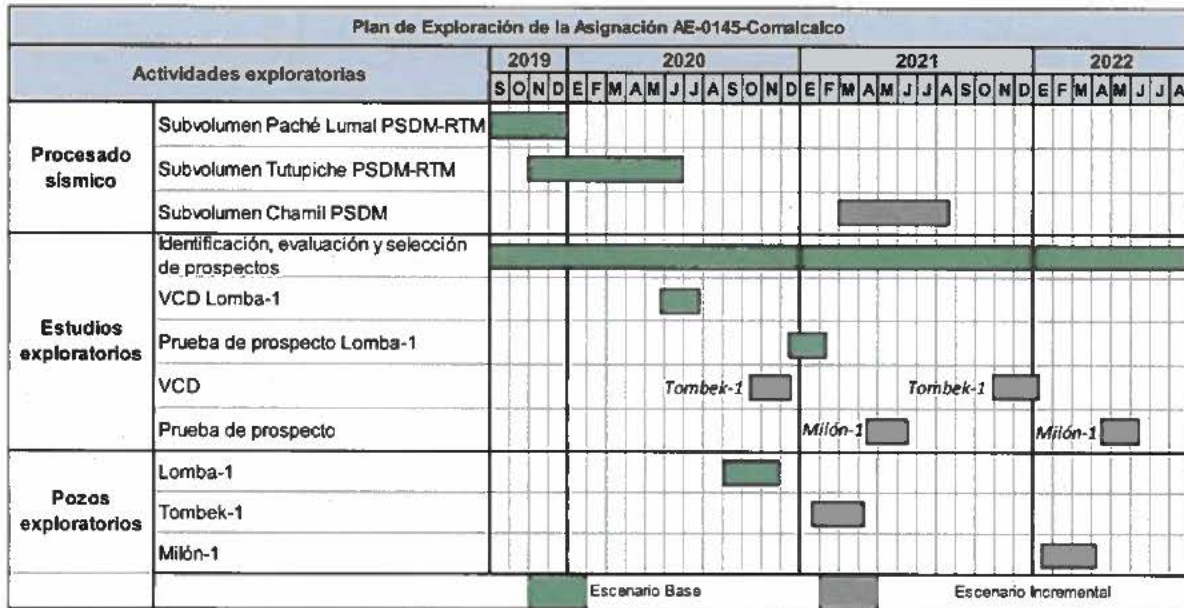 Plan de Exploración de la Asignación AE-0145-Comalcalco
Actividades exploratorias
2019 2020 2021 2022
S O N D E F M A M J J A S O N D E F M A M J J A S O N D E F M A M J J A
Procesado
sísmico
Subvolumen Paché Lumal PSDM-RTM
Subvolumen Tutupiche PSDM-RTM
Subvolumen Chamil PSDM
Estudios
exploratorios
Identificación, evaluación y selección
de prospectos
VCD Lomba-1
Prueba de prospecto Lomba-1
VCD Tombek-1 Tombek-1
Prueba de prospecto Milón-1 Milón-1
Pozos
exploratorios
Lomba-1
Tombek-1
Milón-1
Escenario Base Escenario Incremental